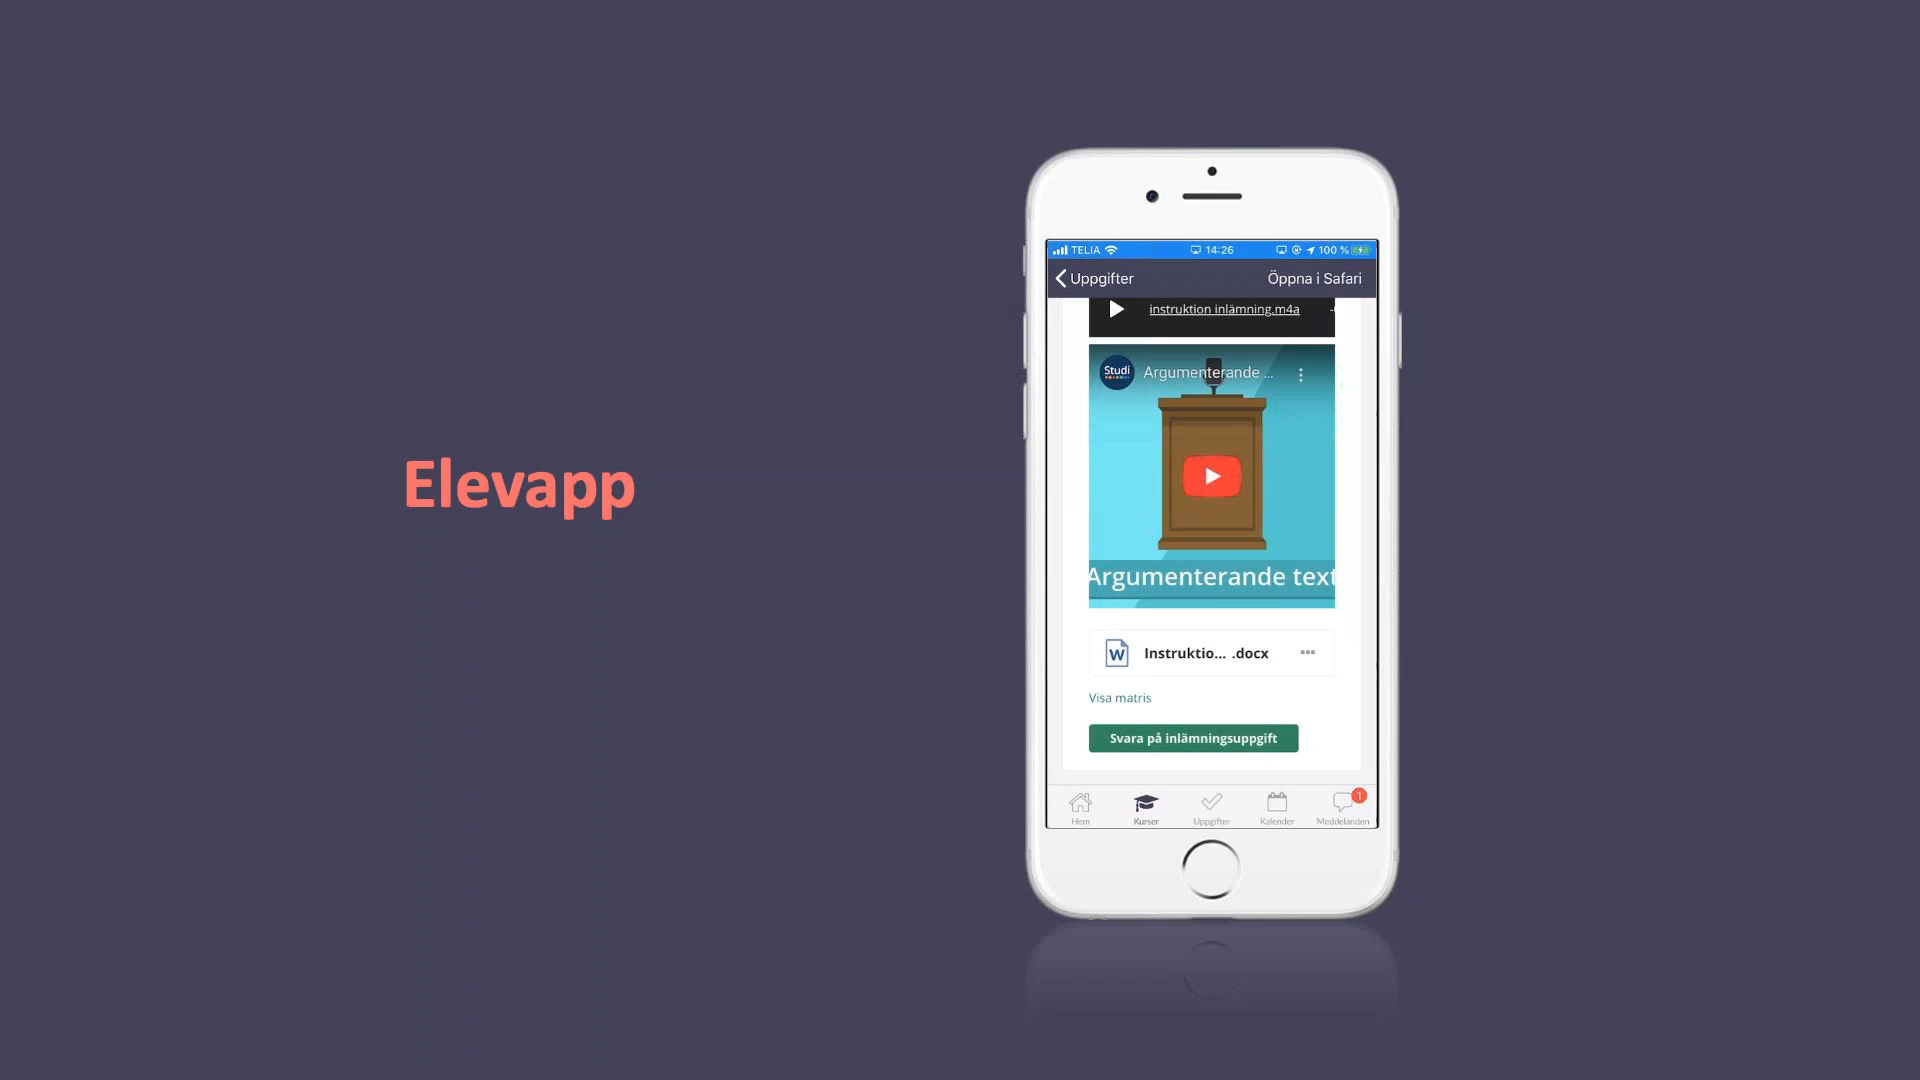 Elevapp
TELIA
14:26
100 %
Uppgifter
Öppna i Safari
instruktion inlämning.m4a
Studi
Argumenterande ...
Argumenterande text
W
Instruktio... .docx
Visa matris
Svara på inlämningsuppgift
1
Hem
Kurser
Uppgifter
Kalender
Meddelanden